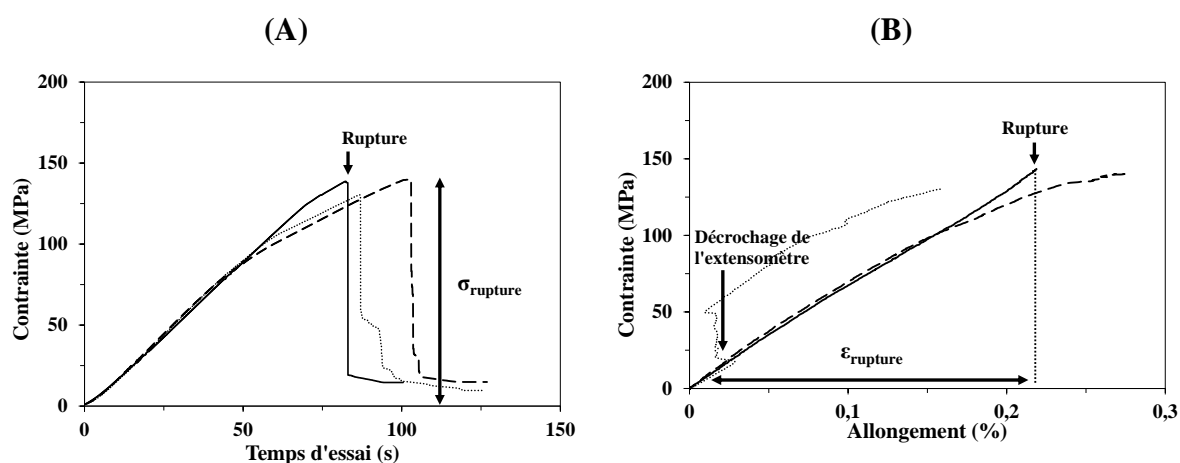 (A)
200
150
100
50
0
0
50
100
150
Contrainte (MPa)
Temps d'essai (s)
Rupture
σrupture
(B)
200
150
100
50
0
0
0,1
0,2
0,3
Contrainte (MPa)
Allongement (%)
Rupture
Décrochage de
l'extensomètre
εrupture